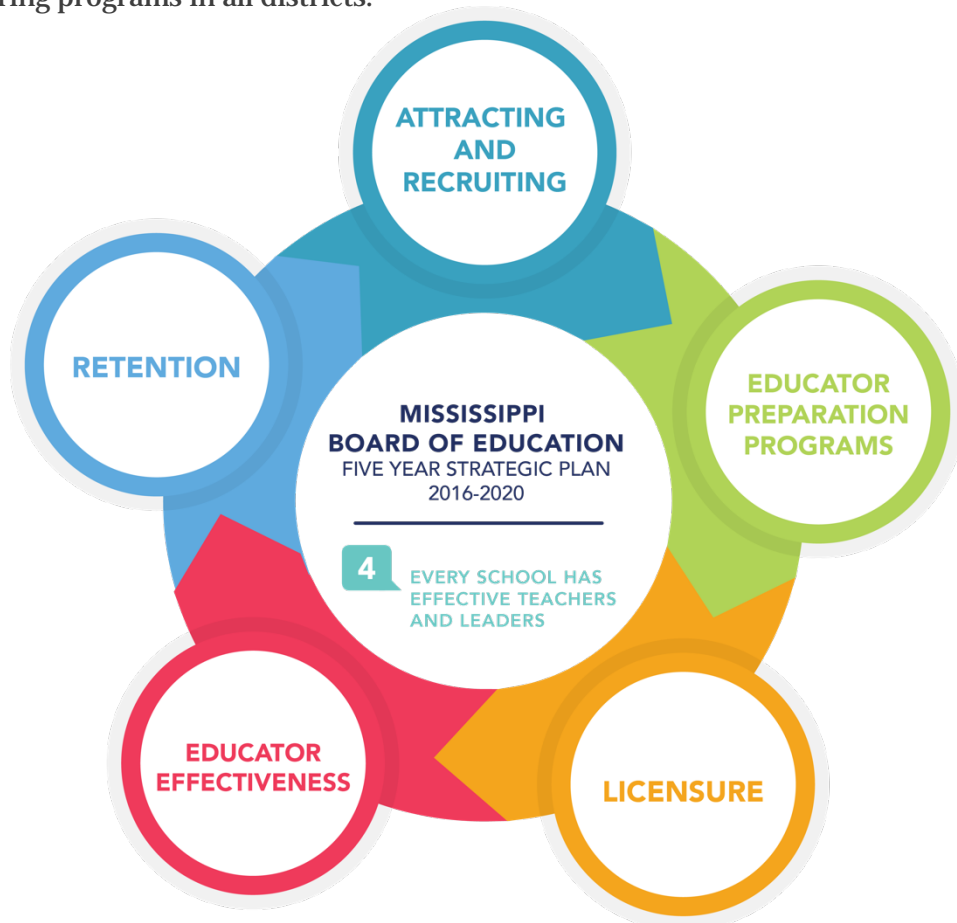 programs in all districts.
ATTRACTING
AND
RECRUITING
EDUCATOR
PREPARATION
PROGRAMS
LICENSURE
EDUCATOR
EFFECTIVENESS
RETENTION
MISSISSIPPI
BOARD OF EDUCATION
FIVE YEAR STRATEGIC PLAN
2016-2020
4
EVERY SCHOOL HAS
EFFECTIVE TEACHERS
AND LEADERS